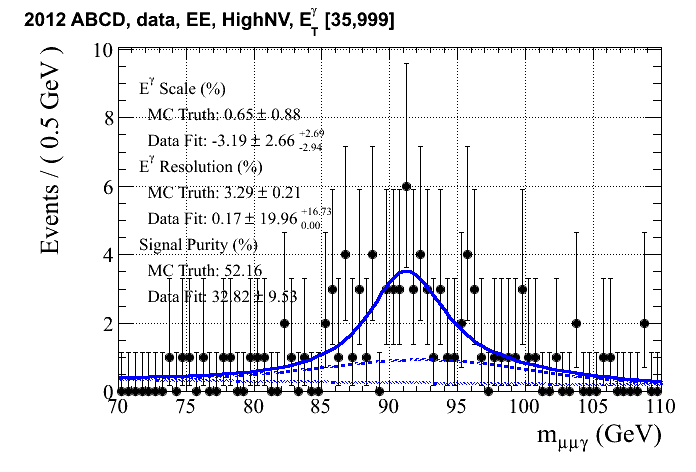 2012 ABCD, data, EE, HighNV, E_T^γ [35,999]
Events / ( 0.5 GeV )
10
8
6
4
2
0
E^γ Scale (%)
MC Truth: 0.65 ± 0.88
Data Fit: -3.19 ± 2.66 +2.69 -2.94
E^γ Resolution (%)
MC Truth: 3.29 ± 0.21
Data Fit: 0.17 ± 19.96 +16.73 0.00
Signal Purity (%)
MC Truth: 52.16
Data Fit: 32.82 ± 9.53
70 75 80 85 90 95 100 105 110
m_μμγ (GeV)